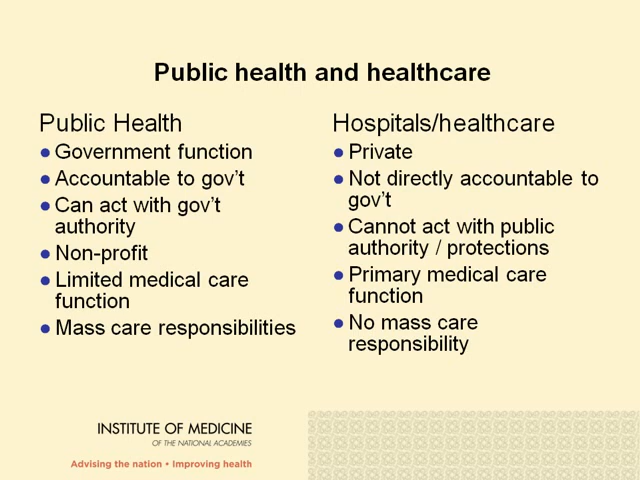 Public health and healthcare
Public Health
● Government function
● Accountable to gov't
● Can act with gov't
authority
● Non-profit
● Limited medical care
function
● Mass care responsibilities
Hospitals/healthcare
● Private
● Not directly accountable to
gov't
● Cannot act with public
authority / protections
● Primary medical care
function
● No mass care
responsibility
INSTITUTE OF MEDICINE
OF THE NATIONAL ACADEMIES
Advising the nation • Improving health